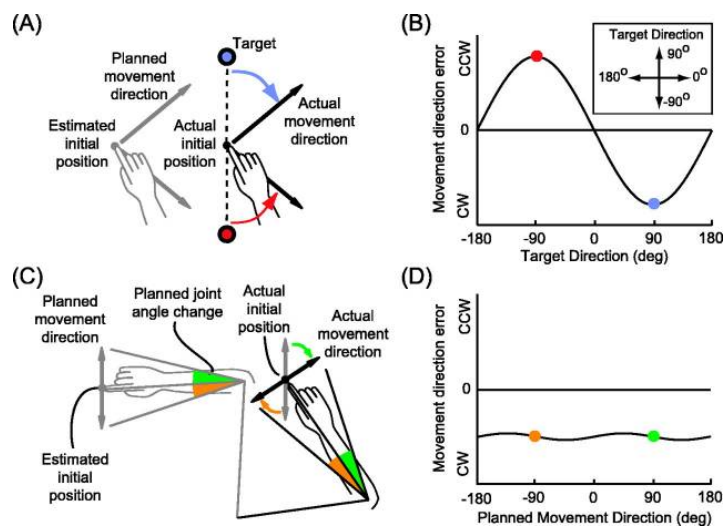 (A)
Planned
movement
direction
Target
Estimated
initial
position
Actual
initial
position
Actual
movement
direction
(B)
Movement direction error
CCW
0
CW
Target Direction
90°
180°
0°
-90°
-180
-90
0
90
180
Target Direction (deg)
(C)
Planned
movement
direction
Planned joint
angle change
Actual
initial
position
Actual
movement
direction
Estimated
initial
position
(D)
Movement direction error
CCW
0
CW
-180
-90
0
90
180
Planned Movement Direction (deg)